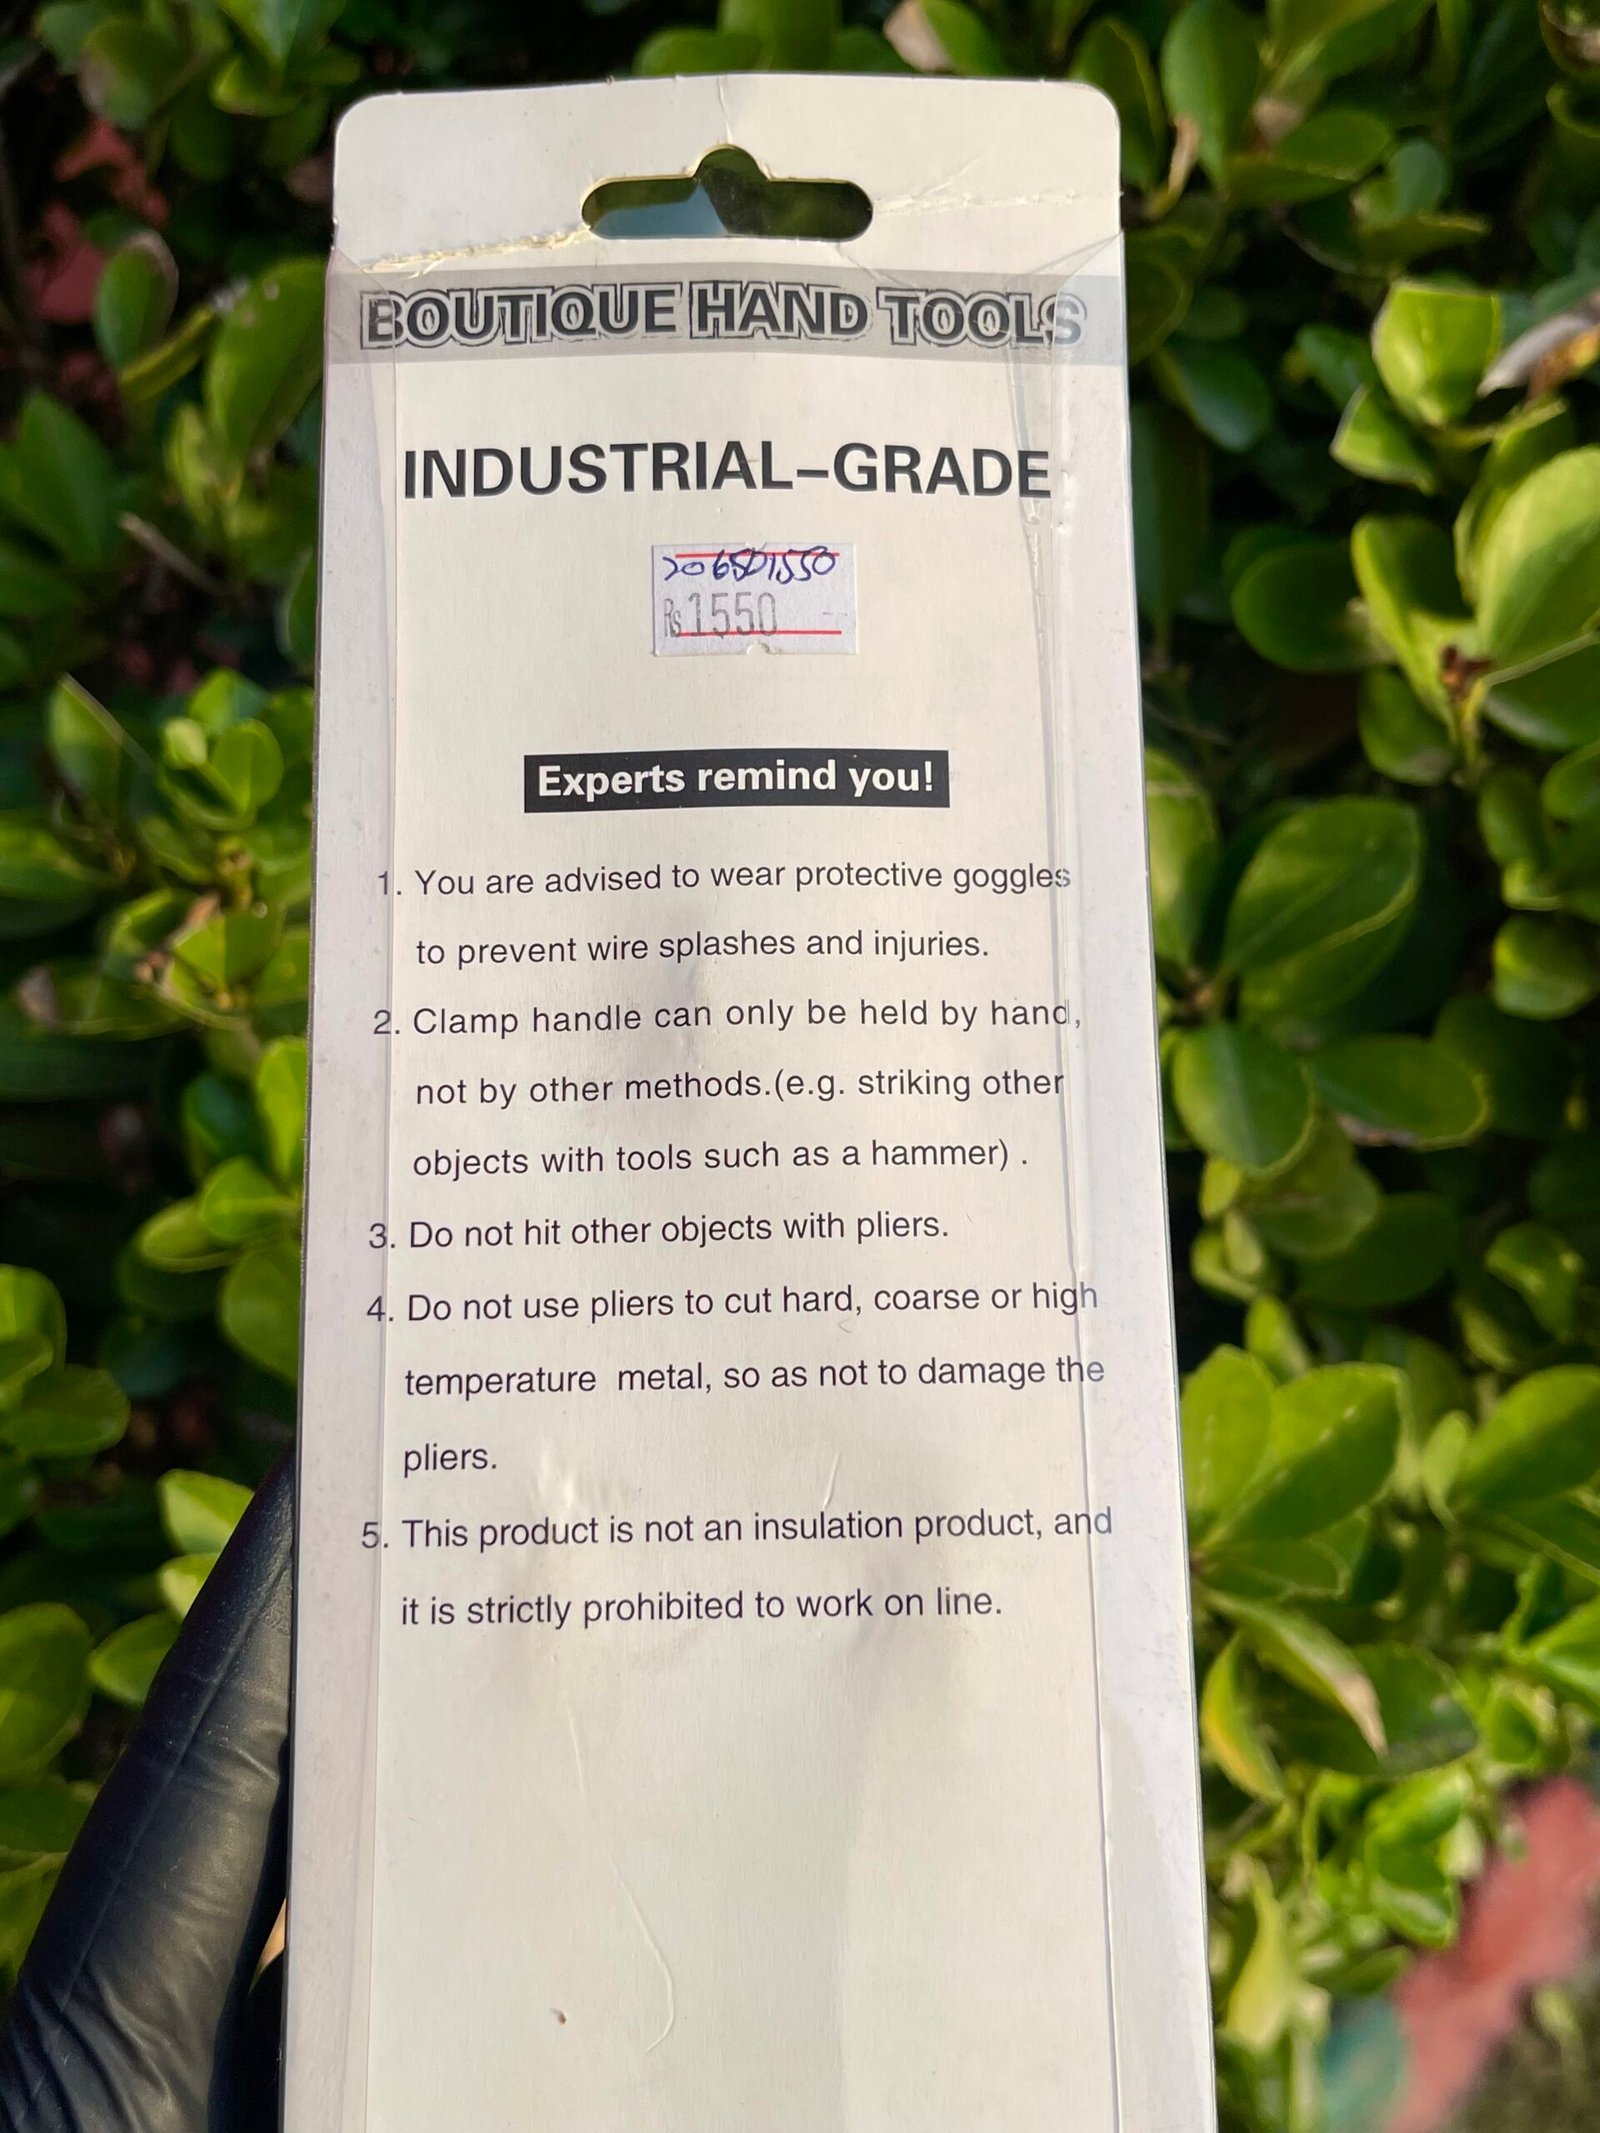 BOUTIQUE HAND TOOLS
INDUSTRIAL-GRADE
206501550
Rs1550
Experts remind you!
1. You are advised to wear protective goggles
to prevent wire splashes and injuries.
2. Clamp handle can only be held by hand,
not by other methods.(e.g. striking other
objects with tools such as a hammer) .
3. Do not hit other objects with pliers.
4. Do not use pliers to cut hard, coarse or high
temperature metal, so as not to damage the
pliers.
5. This product is not an insulation product, and
it is strictly prohibited to work on line.